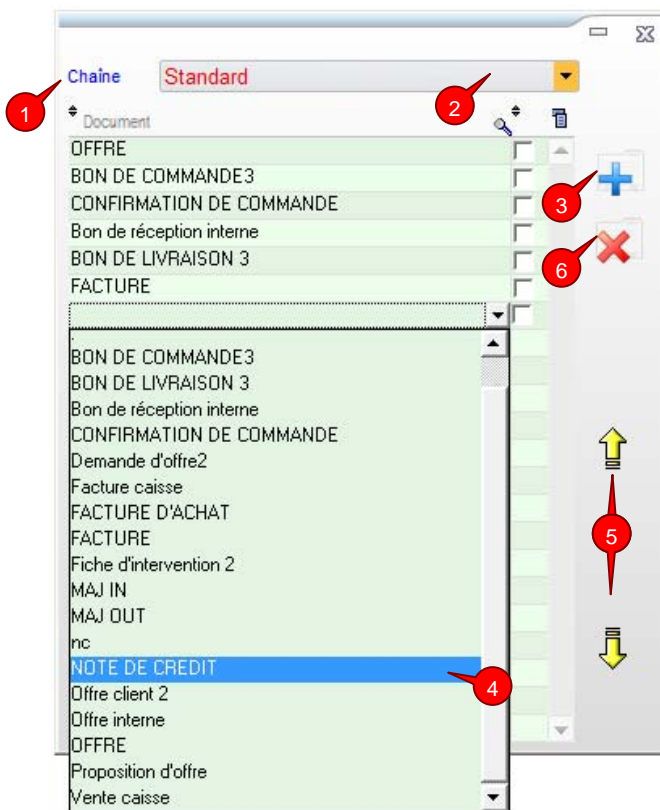 Chaîne Standard
1
2
Document
3
6
OFFRE
BON DE COMMANDE3
CONFIRMATION DE COMMANDE
Bon de réception interne
BON DE LIVRAISON 3
FACTURE
.
BON DE COMMANDE3
BON DE LIVRAISON 3
Bon de réception interne
CONFIRMATION DE COMMANDE
Demande d'offre2
Facture caisse
FACTURE D'ACHAT
FACTURE
Fiche d'intervention 2
MAJ IN
MAJ OUT
nc
NOTE DE CREDIT
4
5
Offre client 2
Offre interne
OFFRE
Proposition d'offre
Vente caisse